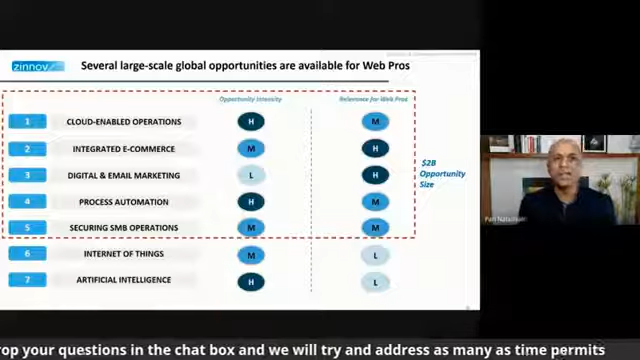 zinnov
Several large-scale global opportunities are available for Web Pros
Opportunity Intensity
Relevance for Web Pros
1 CLOUD-ENABLED OPERATIONS H M
2 INTEGRATED E-COMMERCE M H
3 DIGITAL & EMAIL MARKETING L H
4 PROCESS AUTOMATION H M
5 SECURING SMB OPERATIONS M M
6 INTERNET OF THINGS M L
7 ARTIFICIAL INTELLIGENCE H L
$2B
Opportunity
Size
Pari Natarajan
rop your questions in the chat box and we will try and address as many as time permits